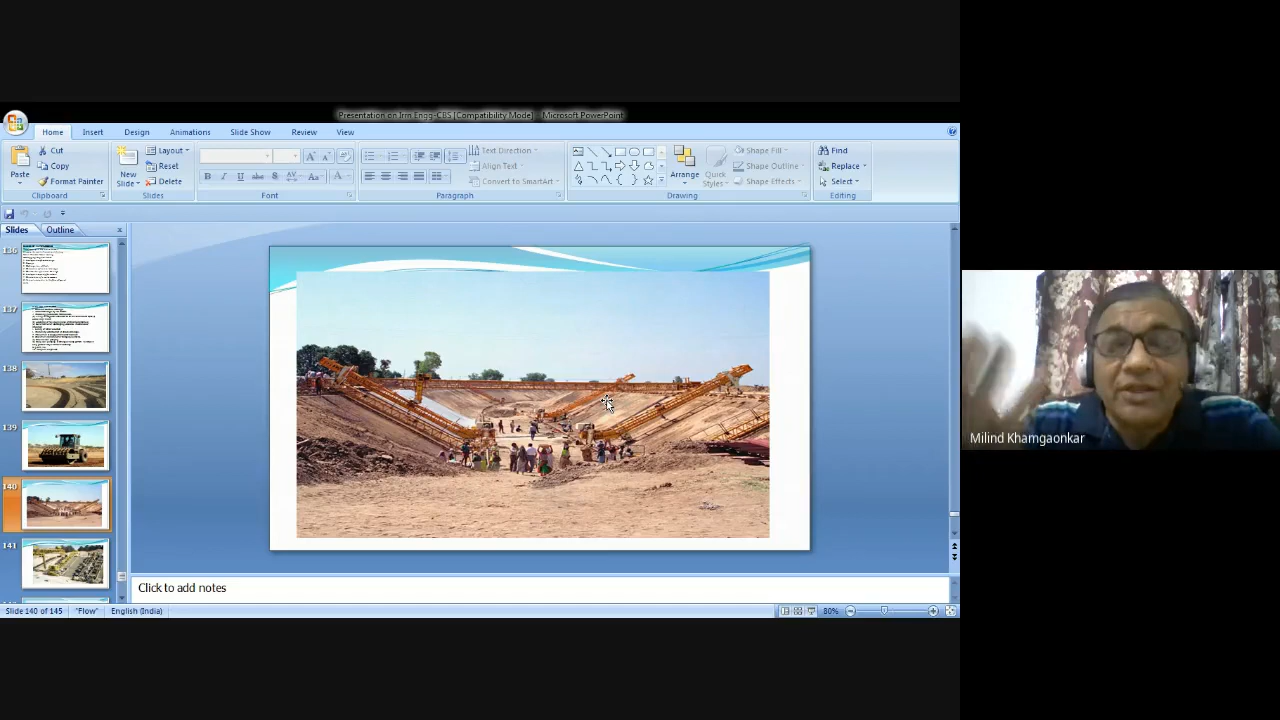 Presentation on Irrn Engg-CBS [Compatibility Mode] - Microsoft PowerPoint
Home Insert Design Animations Slide Show Review View
Cut Copy Format Painter Paste Clipboard
New Slide Layout Reset Delete Slides
Font
Text Direction Align Text Convert to SmartArt Paragraph
Arrange Quick Styles Shape Fill Shape Outline Shape Effects Drawing
Find Replace Select Editing
Slides Outline
136
137
138
139
140
141
Milind Khamgaonkar
Click to add notes
Slide 140 of 145 "Flow" English (India) 80%